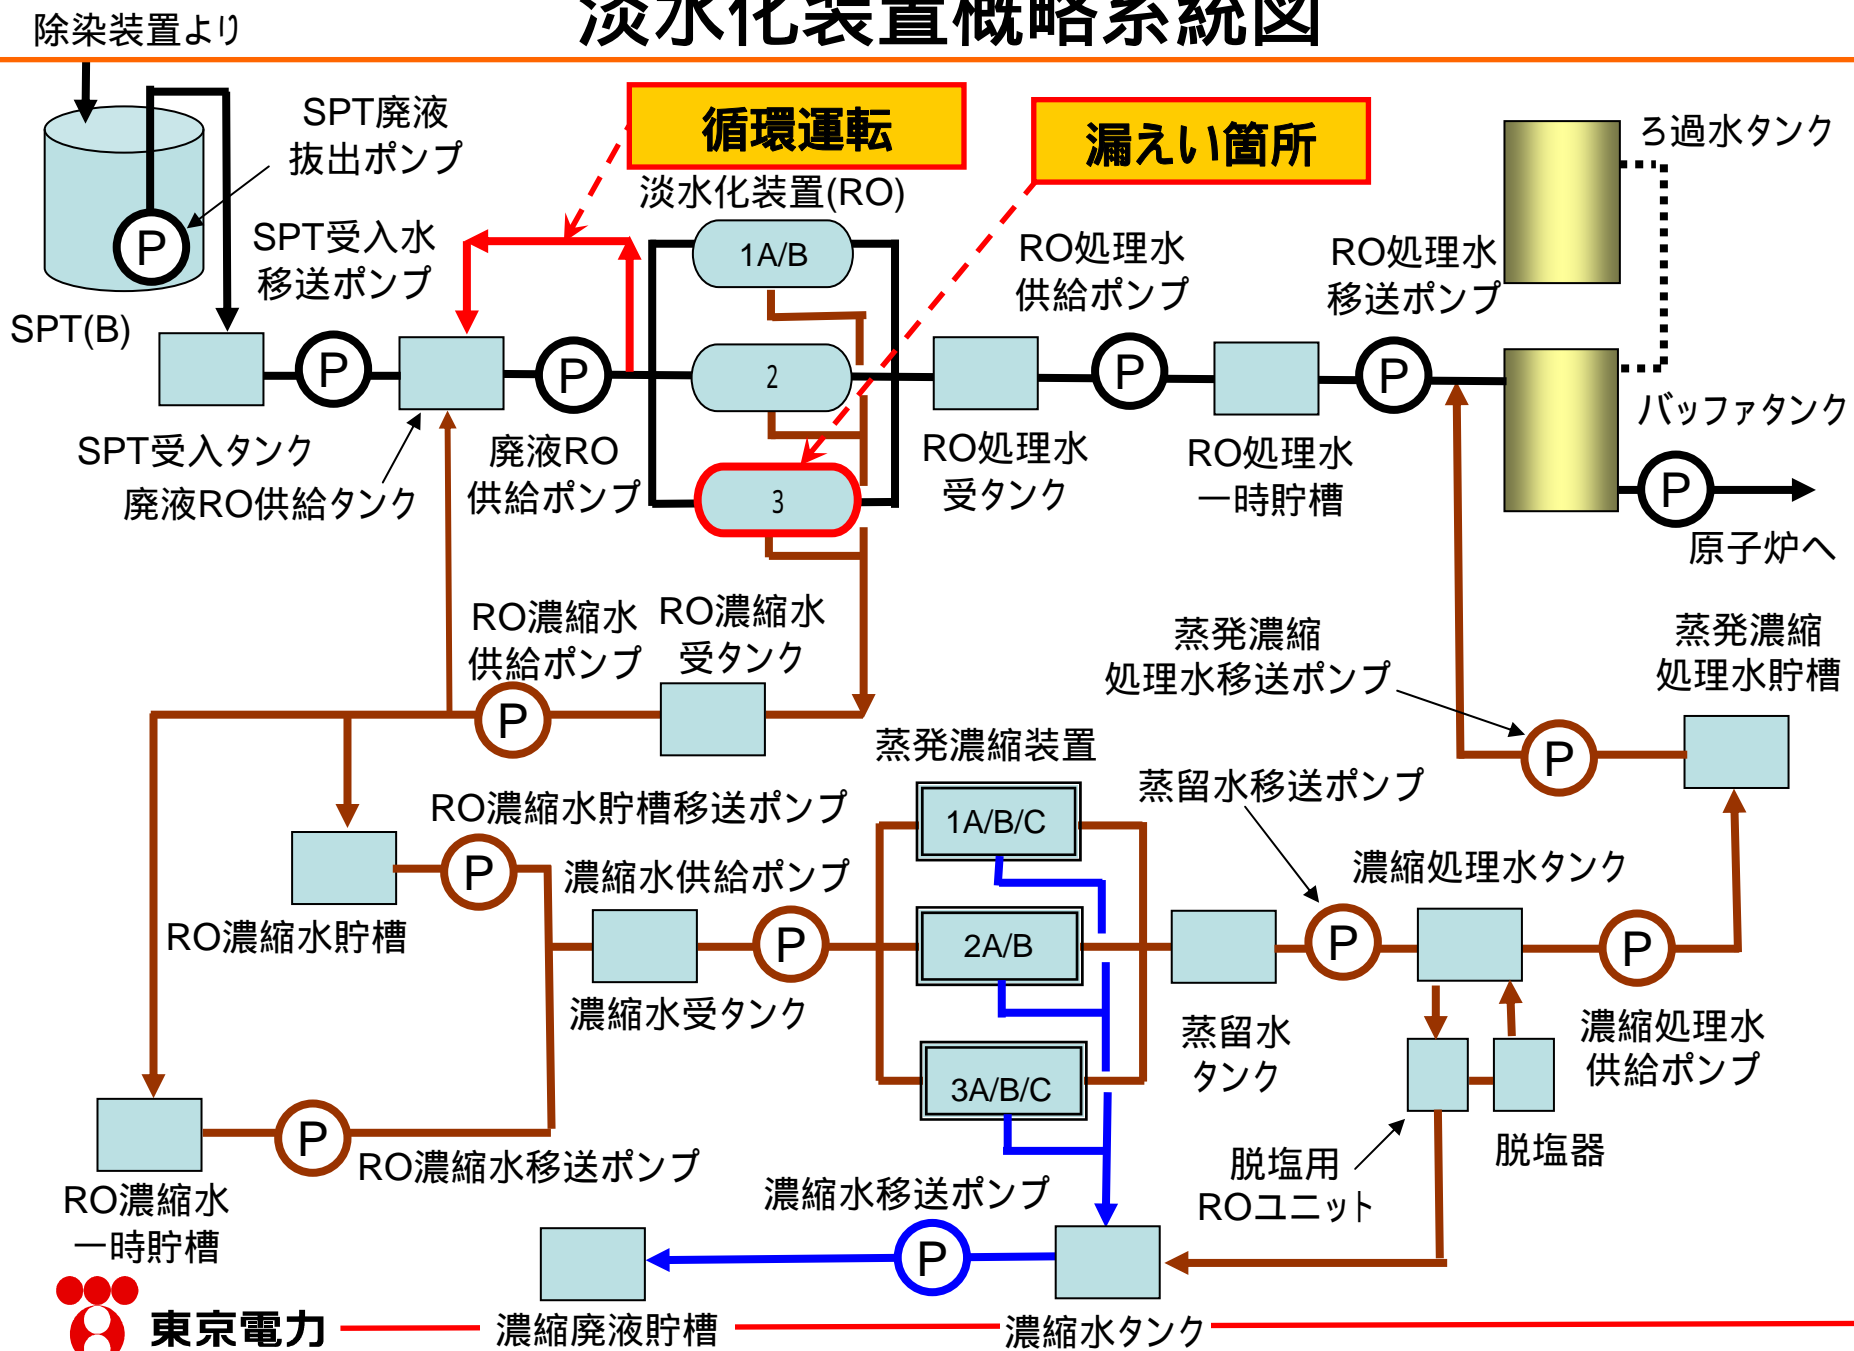 淡水化装置概略系統図
除染装置より
SPT廃液
抜出ポンプ
循環運転
漏えい箇所
ろ過水タンク
淡水化装置(RO)
P
SPT受入水
移送ポンプ
1A/B
RO処理水
供給ポンプ
RO処理水
移送ポンプ
SPT(B)
P
P
2
P
P
バッファタンク
SPT受入タンク
廃液RO供給タンク
廃液RO
供給ポンプ
3
RO処理水
受タンク
RO処理水
一時貯槽
P
原子炉へ
RO濃縮水
供給ポンプ
RO濃縮水
受タンク
蒸発濃縮
処理水移送ポンプ
蒸発濃縮
処理水貯槽
P
P
蒸発濃縮装置
蒸留水移送ポンプ
RO濃縮水貯槽移送ポンプ
1A/B/C
P
濃縮水供給ポンプ
濃縮処理水タンク
RO濃縮水貯槽
P
2A/B
P
P
濃縮水受タンク
蒸留水
タンク
濃縮処理水
供給ポンプ
3A/B/C
P
RO濃縮水移送ポンプ
脱塩用
ROユニット
脱塩器
RO濃縮水
一時貯槽
濃縮水移送ポンプ
P
東京電力
濃縮廃液貯槽
濃縮水タンク